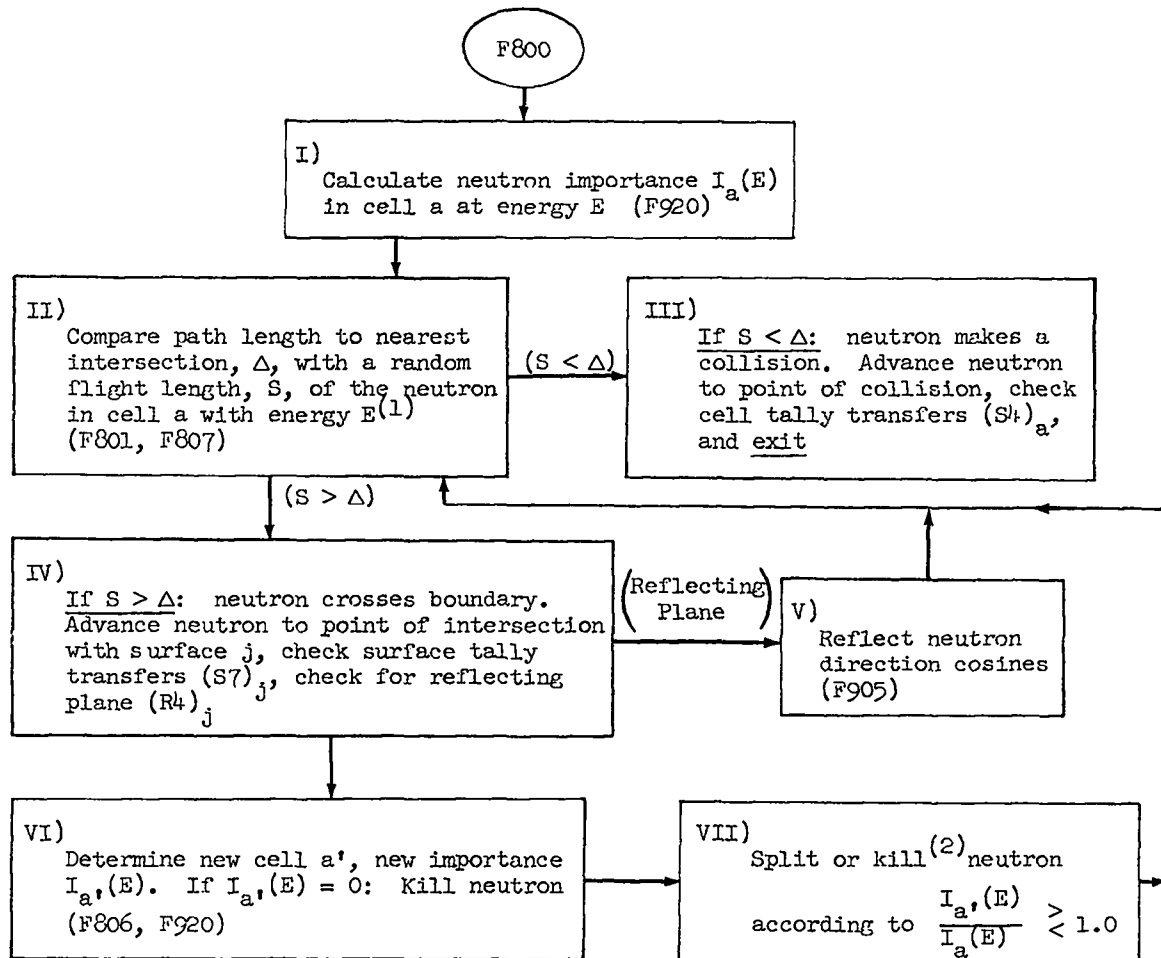 F800
I)
Calculate neutron importance I_a(E)
in cell a at energy E (F920)
II)
Compare path length to nearest
intersection, Δ, with a random
flight length, S, of the neutron
in cell a with energy E(1)
(F801, F807)
(S < Δ)
III)
If S < Δ: neutron makes a
collision. Advance neutron
to point of collision, check
cell tally transfers (S4)_a,
and exit
(S > Δ)
IV)
If S > Δ: neutron crosses boundary.
Advance neutron to point of intersection
with surface j, check surface tally
transfers (S7)_j, check for reflecting
plane (R4)_j
(Reflecting
Plane)
V)
Reflect neutron
direction cosines
(F905)
VI)
Determine new cell a', new importance
I_a'(E). If I_a'(E) = 0: Kill neutron
(F806, F920)
VII)
Split or kill(2) neutron
according to I_a'(E)/I_a(E) >< 1.0